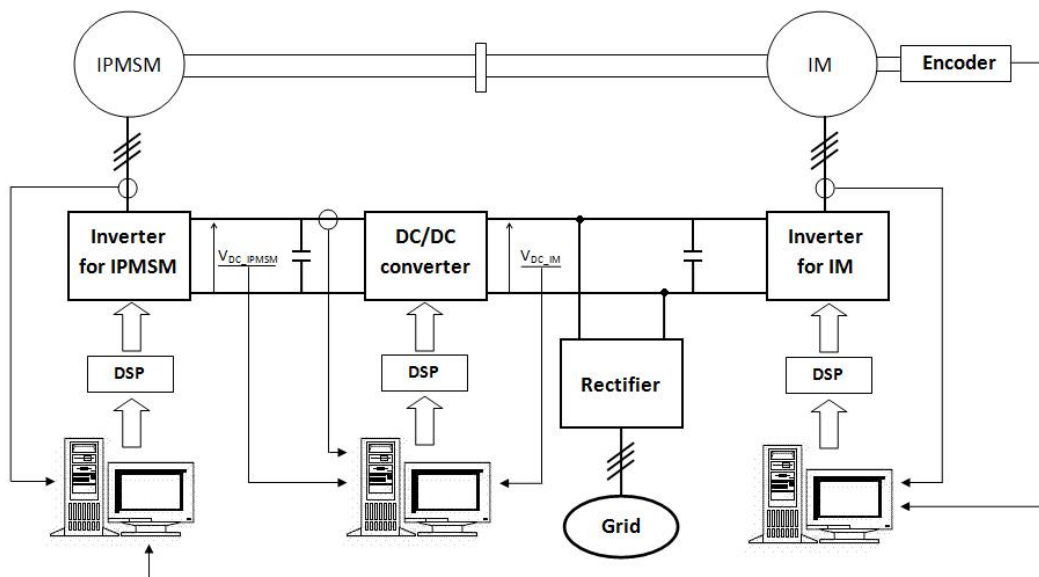 IPMSM
IM
Encoder
Inverter
for IPMSM
V_DC_IPMSM
DC/DC
converter
V_DC_IM
Inverter
for IM
DSP
DSP
Rectifier
DSP
Grid